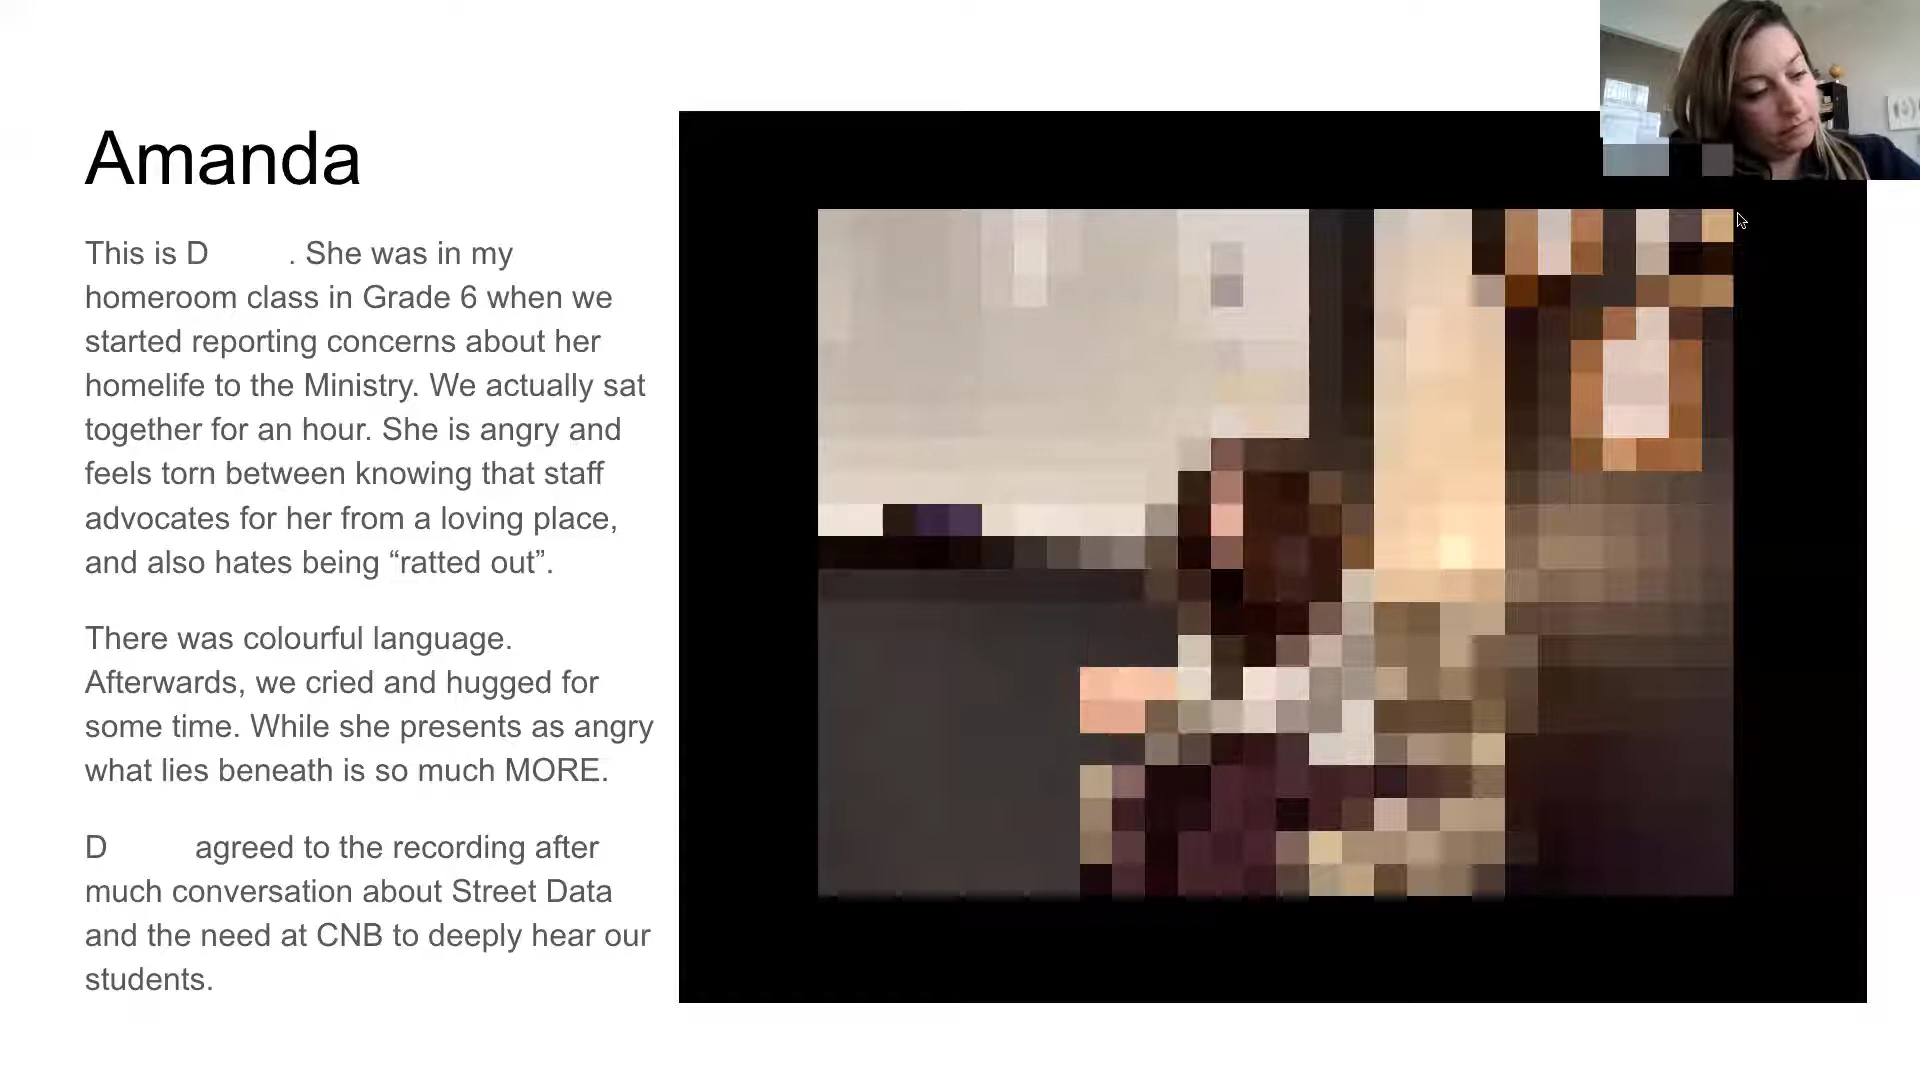 Amanda
This is D . She was in my
homeroom class in Grade 6 when we
started reporting concerns about her
homelife to the Ministry. We actually sat
together for an hour. She is angry and
feels torn between knowing that staff
advocates for her from a loving place,
and also hates being “ratted out”.
There was colourful language.
Afterwards, we cried and hugged for
some time. While she presents as angry
what lies beneath is so much MORE.
D agreed to the recording after
much conversation about Street Data
and the need at CNB to deeply hear our
students.